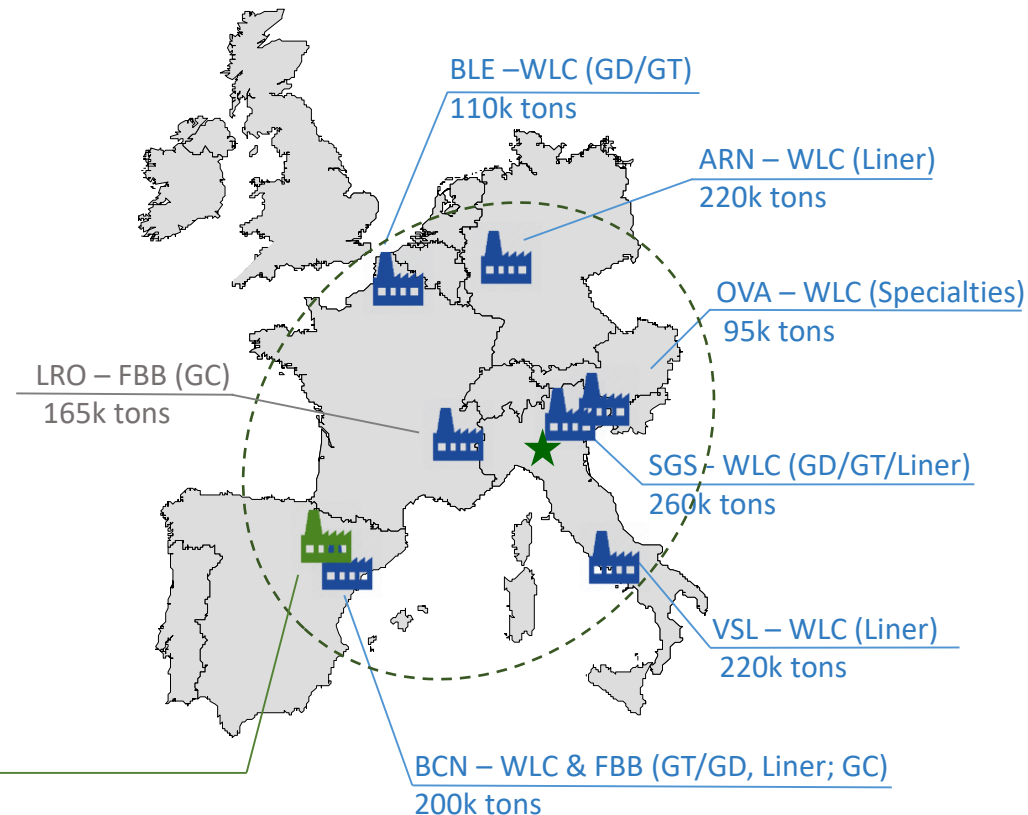 BLE –WLC (GD/GT)
110k tons
ARN – WLC (Liner)
220k tons
OVA – WLC (Specialties)
95k tons
LRO – FBB (GC)
165k tons
SGS - WLC (GD/GT/Liner)
260k tons
VSL – WLC (Liner)
220k tons
BCN – WLC & FBB (GT/GD, Liner; GC)
200k tons